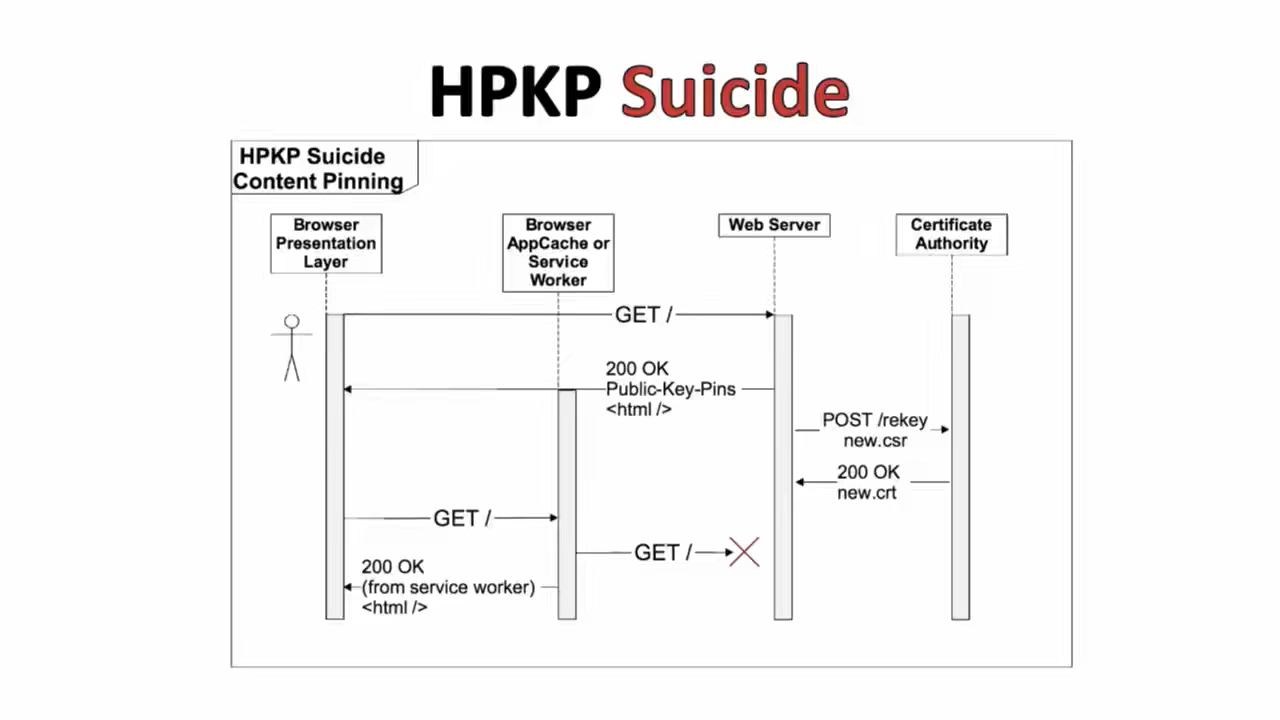 HPKP Suicide
HPKP Suicide
Content Pinning
Browser
Presentation
Layer
Browser
AppCache or
Service
Worker
Web Server
Certificate
Authority
GET /
200 OK
Public-Key-Pins
<html />
POST /rekey
new.csr
200 OK
new.crt
GET /
GET /
200 OK
(from service worker)
<html />